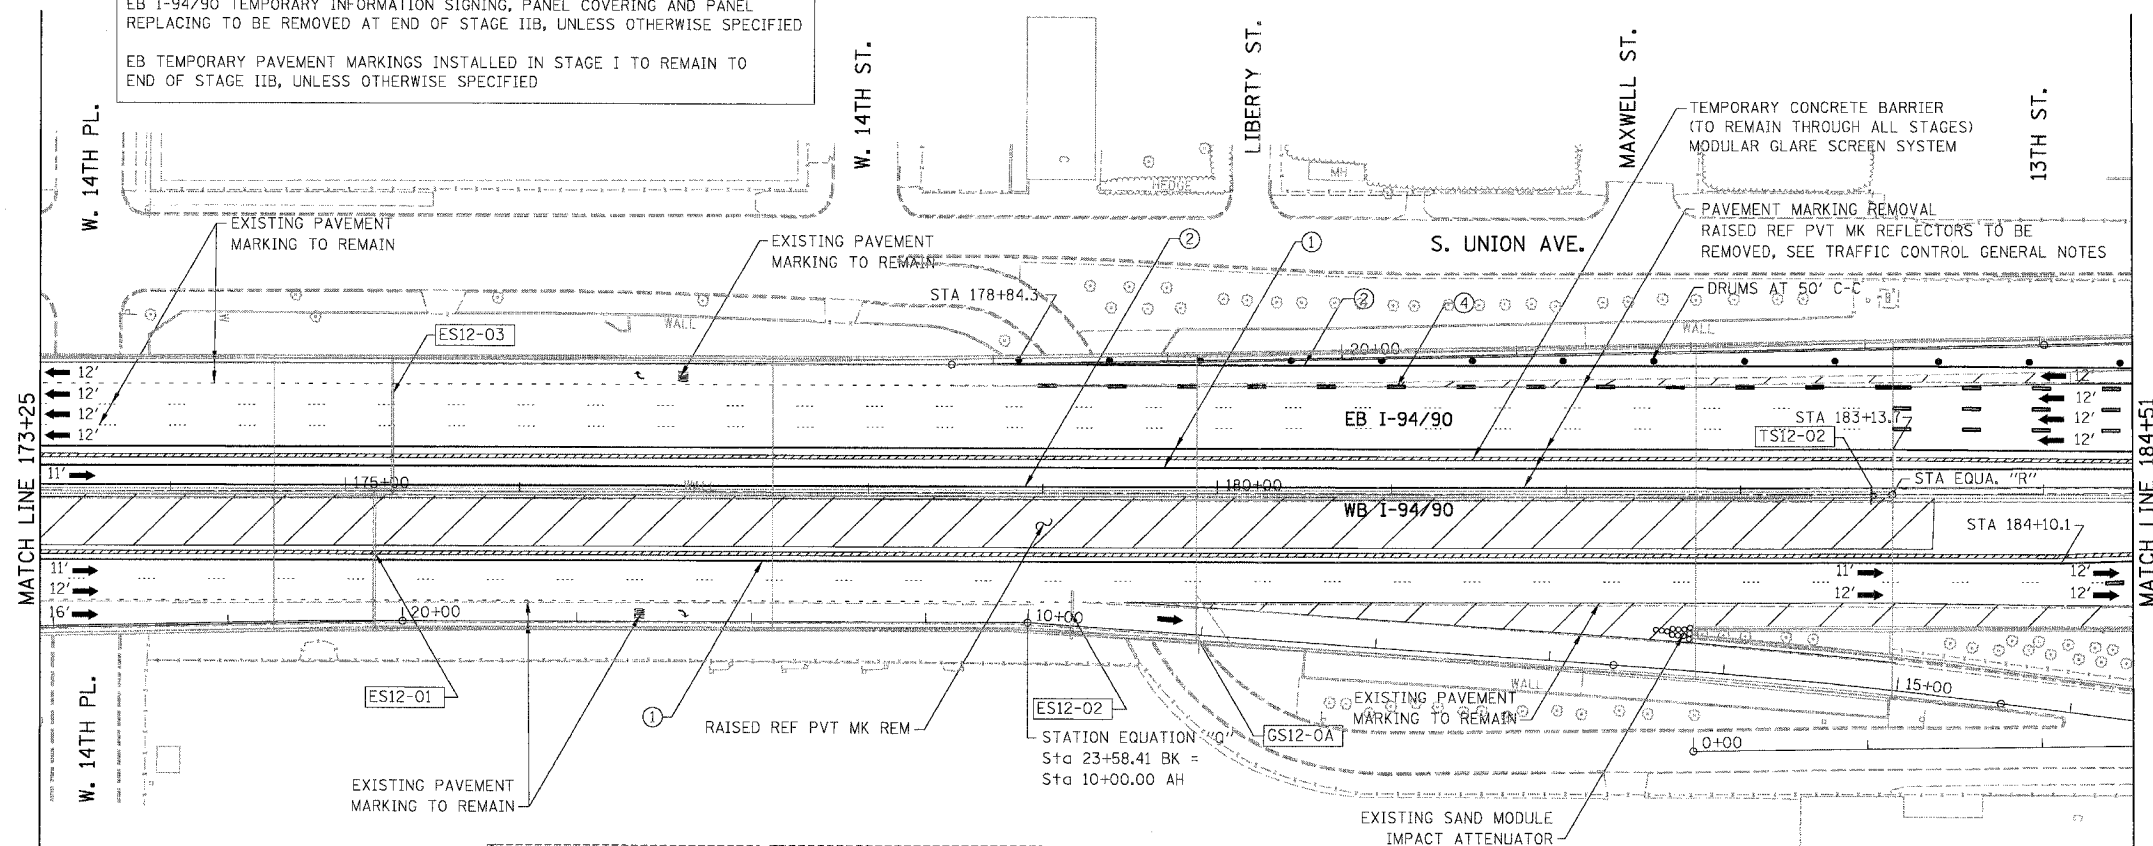 EB I-94/90 TEMPORARY INFORMATION SIGNING, PANEL COVERING AND PANEL
REPLACING TO BE REMOVED AT END OF STAGE IIB, UNLESS OTHERWISE SPECIFIED
EB TEMPORARY PAVEMENT MARKINGS INSTALLED IN STAGE I TO REMAIN TO
END OF STAGE IIB, UNLESS OTHERWISE SPECIFIED
W. 14TH PL.
W. 14TH ST.
LIBERTY ST.
MAXWELL ST.
13TH ST.
TEMPORARY CONCRETE BARRIER
(TO REMAIN THROUGH ALL STAGES)
MODULAR GLARE SCREEN SYSTEM
HEDGE
MH
EXISTING PAVEMENT
MARKING TO REMAIN
EXISTING PAVEMENT
MARKING TO REMAIN
2
1
S. UNION AVE.
PAVEMENT MARKING REMOVAL
RAISED REF PVT MK REFLECTORS TO BE
REMOVED, SEE TRAFFIC CONTROL GENERAL NOTES
STA 178+84.3
2
4
DRUMS AT 50' C-C
WALL
WALL
ES12-03
20+00
12'
12'
12'
12'
11'
MATCH LINE 173+25
EB I-94/90
STA 183+13.7
TS12-02
12'
12'
12'
12'
MATCH LINE 184+51
175+00
WALL
180+00
WB I-94/90
STA EQUA. "R"
STA 184+10.1
11'
12'
16'
11'
12'
12'
12'
20+00
10+00
ES12-01
1
RAISED REF PVT MK REM
ES12-02
STATION EQUATION "Q"
Sta 23+58.41 BK =
Sta 10+00.00 AH
GS12-0A
WALL
EXISTING PAVEMENT
MARKING TO REMAIN
15+00
0+00
W. 14TH PL.
EXISTING PAVEMENT
MARKING TO REMAIN
EXISTING SAND MODULE
IMPACT ATTENUATOR